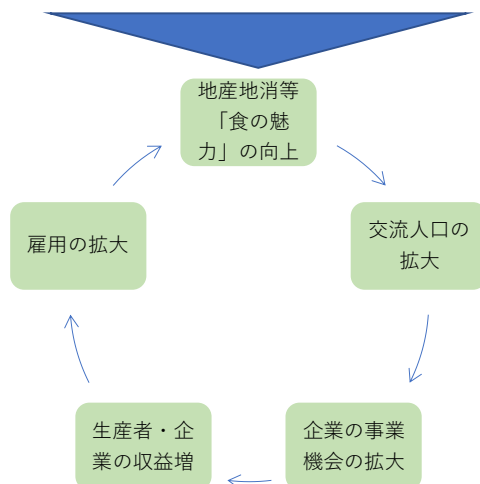 地産地消等
「食の魅
力」の向上
交流人口の
拡大
企業の事業
機会の拡大
生産者・企
業の収益増
雇用の拡大